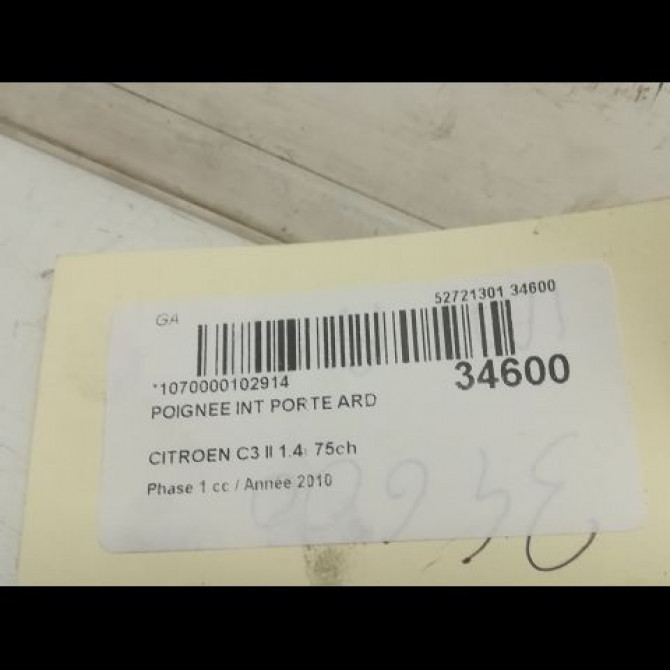 GA
52721301 34600
*1070000102914
34600
POIGNEE INT PORTE ARD
CITROEN C3 II 1.4i 75ch
Phase 1 cc / Année 2010
34600